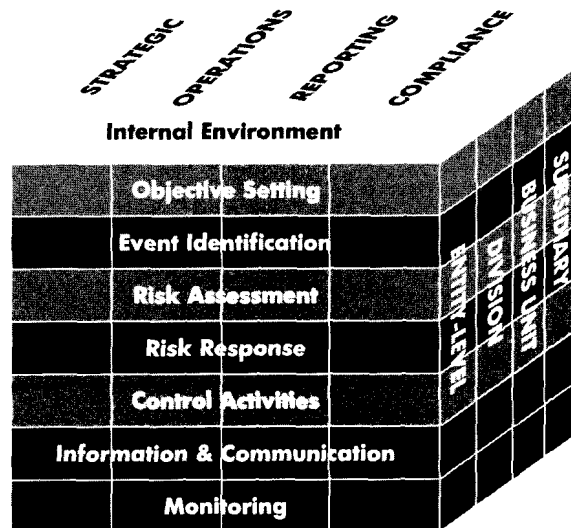 STRATEGIC
OPERATIONS
REPORTING
COMPLIANCE
Internal Environment
Objective Setting
Event Identification
Risk Assessment
Risk Response
Control Activities
Information & Communication
Monitoring
ENTITY-LEVEL
DIVISION
BUSINESS UNIT
SUBSIDIARY